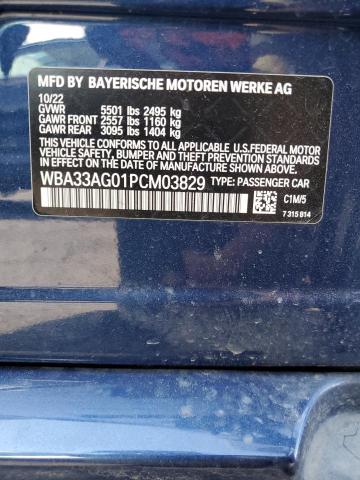 MFD BY BAYERISCHE MOTOREN WERKE AG
10/22
GVWR 5501 lbs 2495 kg
GAWR FRONT 2557 lbs 1160 kg
GAWR REAR 3095 lbs 1404 kg
THIS VEHICLE CONFORMS
TO ALL APPLICABLE
U.S.FEDERAL MOTOR
VEHICLE SAFETY, BUMPER, AND THEFT
PREVENTION STANDARDS IN EFFECT ON THE DATE
OF MANUFACTURE SHOWN ABOVE.
WBA33AG01PCM03829 TYPE: PASSENGER CAR
C1M/5
7 315 814